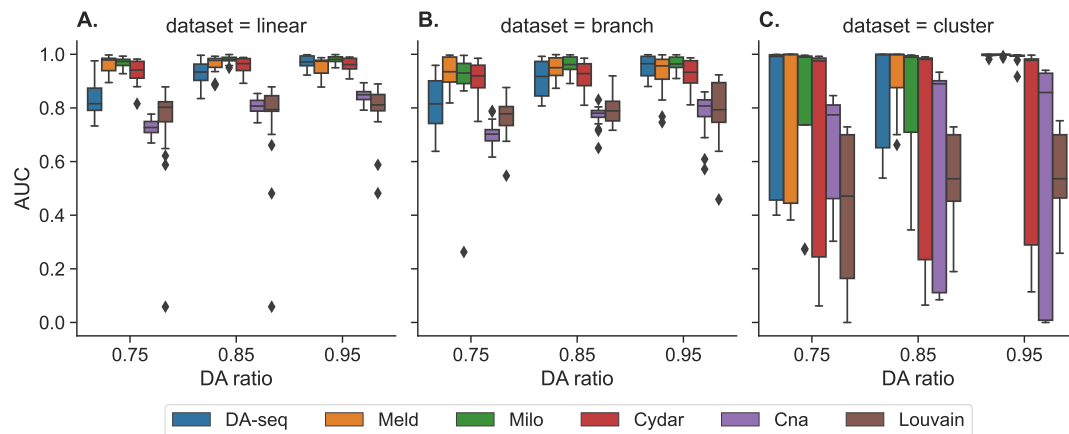 A. dataset = linear
B. dataset = branch
C. dataset = cluster
AUC
1.0
0.8
0.6
0.4
0.2
0.0
0.75 0.85 0.95
0.75 0.85 0.95
0.75 0.85 0.95
DA ratio
DA ratio
DA ratio
DA-seq Meld Milo Cydar Cna Louvain